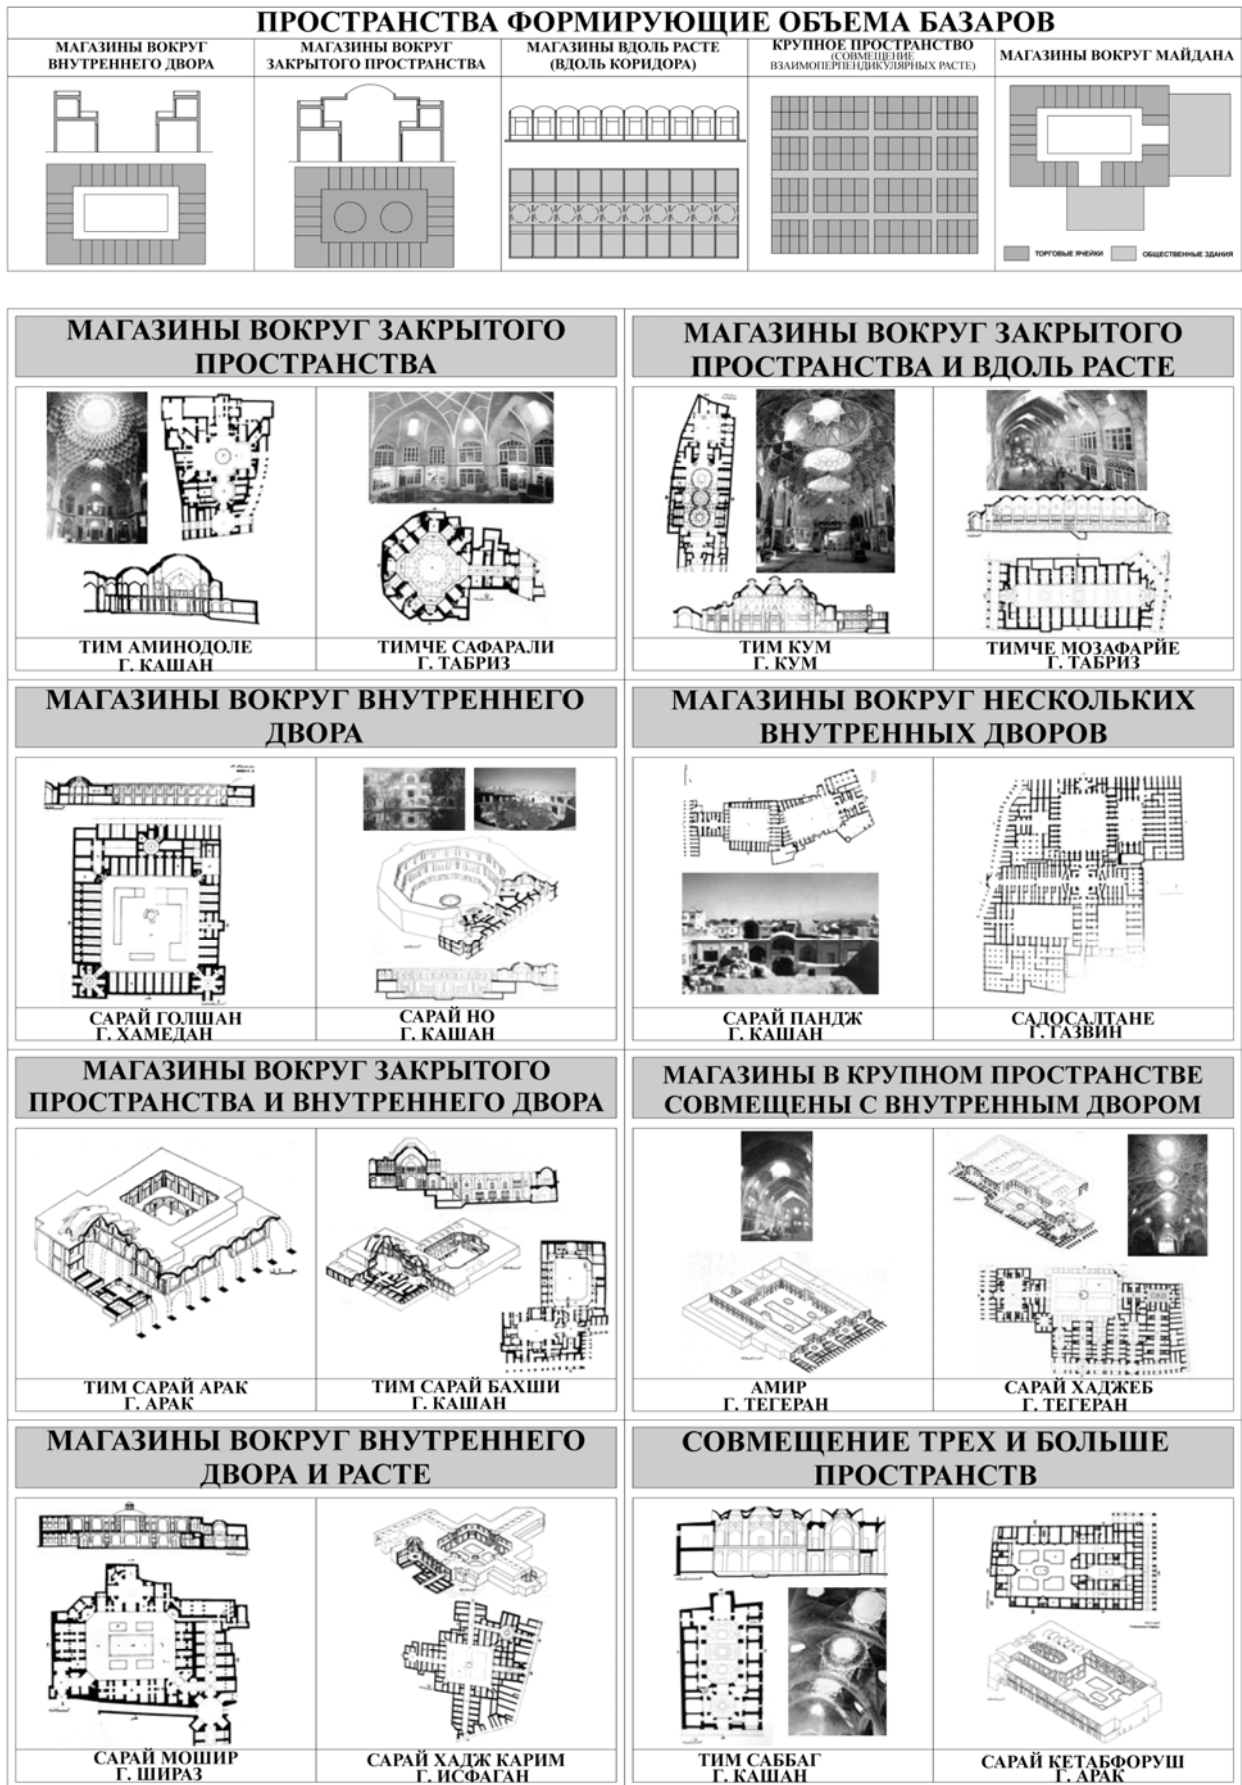 ПРОСТРАНСТВА ФОРМИРУЮЩИЕ ОБЪЕМА БАЗАРОВ
МАГАЗИНЫ ВОКРУГ
ВНУТРЕННЕГО ДВОРА
МАГАЗИНЫ ВОКРУГ
ЗАКРЫТОГО ПРОСТРАНСТВА
МАГАЗИНЫ ВДОЛЬ РАСТЕ
(ВДОЛЬ КОРИДОРА)
КРУПНОЕ ПРОСТРАНСТВО
(СОВМЕЩЕНИЕ
ВЗАИМОПЕРПЕНДИКУЛЯРНЫХ РАСТЕ)
МАГАЗИНЫ ВОКРУГ МАЙДАНА
ТОРГОВЫЕ ЯЧЕЙКИ
ОБЩЕСТВЕННЫЕ ЗДАНИЯ
МАГАЗИНЫ ВОКРУГ ЗАКРЫТОГО
ПРОСТРАНСТВА
ТИМ АМИНОДОЛЕ
Г. КАШАН
ТИМЧЕ САФАРАЛИ
Г. ТАБРИЗ
МАГАЗИНЫ ВОКРУГ ЗАКРЫТОГО
ПРОСТРАНСТВА И ВДОЛЬ РАСТЕ
ТИМ КУМ
Г. КУМ
ТИМЧЕ МОЗАФАРЙЕ
Г. ТАБРИЗ
МАГАЗИНЫ ВОКРУГ ВНУТРЕННЕГО
ДВОРА
САРАЙ ГОЛШАН
Г. ХАМЕДАН
САРАЙ НО
Г. КАШАН
МАГАЗИНЫ ВОКРУГ НЕСКОЛЬКИХ
ВНУТРЕННЫХ ДВОРОВ
САРАЙ ПАНДЖ
Г. КАШАН
САДОСАЛТАНЕ
Г. ГАЗВИН
МАГАЗИНЫ ВОКРУГ ЗАКРЫТОГО
ПРОСТРАНСТВА И ВНУТРЕННЕГО ДВОРА
ТИМ САРАЙ АРАК
Г. АРАК
ТИМ САРАЙ БАХШИ
Г. КАШАН
МАГАЗИНЫ В КРУПНОМ ПРОСТРАНСТВЕ
СОВМЕЩЕНЫ С ВНУТРЕННЫМ ДВОРОМ
АМИР
Г. ТЕГЕРАН
САРАЙ ХАДЖЕБ
Г. ТЕГЕРАН
МАГАЗИНЫ ВОКРУГ ВНУТРЕННЕГО
ДВОРА И РАСТЕ
САРАЙ МОШИР
Г. ШИРАЗ
САРАЙ ХАДЖ КАРИМ
Г. ИСФАГАН
СОВМЕЩЕНИЕ ТРЕХ И БОЛЬШЕ
ПРОСТРАНСТВ
ТИМ САББАГ
Г. КАШАН
САРАЙ КЕТАБФОРУШ
Г. АРАК